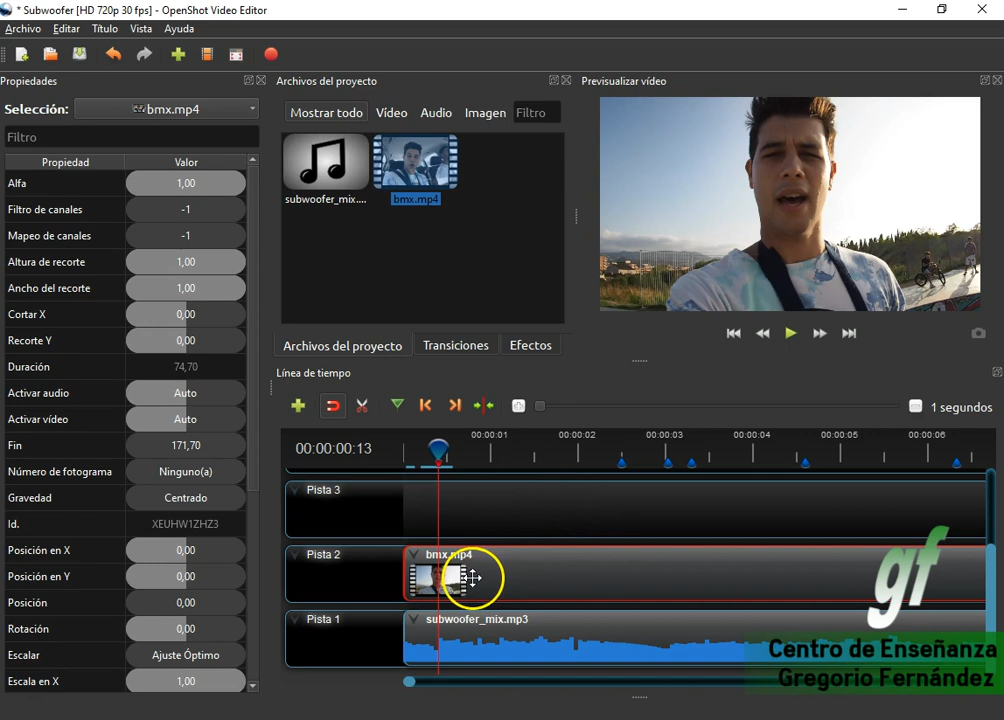 * Subwoofer [HD 720p 30 fps] - OpenShot Video Editor
Archivo Editar Título Vista Ayuda
Propiedades
Selección: bmx.mp4
Filtro
Propiedad Valor
Alfa 1,00
Filtro de canales -1
Mapeo de canales -1
Altura de recorte 1,00
Ancho del recorte 1,00
Cortar X 0,00
Recorte Y 0,00
Duración 74,70
Activar audio Auto
Activar vídeo Auto
Fin 171,70
Número de fotograma Ninguno(a)
Gravedad Centrado
Id. XEUHW1ZHZ3
Posición en X 0,00
Posición en Y 0,00
Posición 0,00
Rotación 0,00
Escalar Ajuste Óptimo
Escala en X 1,00
Archivos del proyecto
Mostrar todo Vídeo Audio Imagen Filtro
subwoofer_mix.... bmx.mp4
Archivos del proyecto Transiciones Efectos
Previsualizar vídeo
Línea de tiempo
1 segundos
00:00:00:13
00:00:01 00:00:02 00:00:03 00:00:04 00:00:05 00:00:06
Pista 3
Pista 2 bmx.mp4
Pista 1 subwoofer_mix.mp3
gf
Centro de Enseñanza
Gregorio Fernández